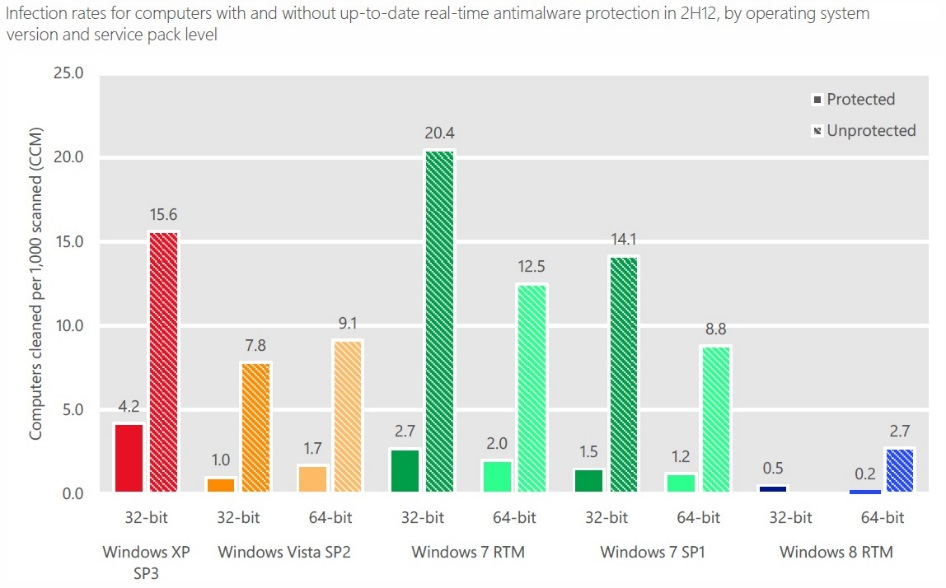 Infection rates for computers with and without up-to-date real-time antimalware protection in 2H12, by operating system
version and service pack level
Computers cleaned per 1,000 scanned (CCM)
25.0
20.0
15.0
10.0
5.0
0.0
Protected
Unprotected
4.2
15.6
1.0
7.8
1.7
9.1
2.7
20.4
2.0
12.5
1.5
14.1
1.2
8.8
0.5
0.2
2.7
32-bit
32-bit
64-bit
32-bit
64-bit
32-bit
64-bit
32-bit
64-bit
Windows XP
SP3
Windows Vista SP2
Windows 7 RTM
Windows 7 SP1
Windows 8 RTM